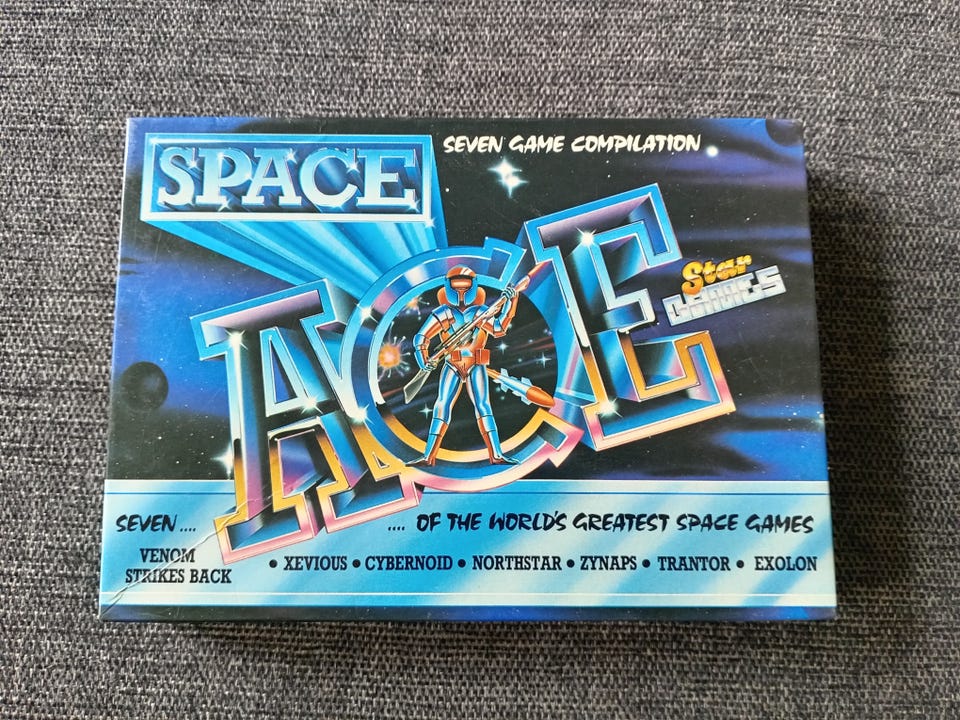 SPACE
SEVEN GAME COMPILATION
ACE
Star
GAMES
SEVEN .... .... OF THE WORLD'S GREATEST SPACE GAMES
VENOM
STRIKES BACK
• XEVIOUS • CYBERNOID • NORTHSTAR • ZYNAPS • TRANTOR • EXOLON